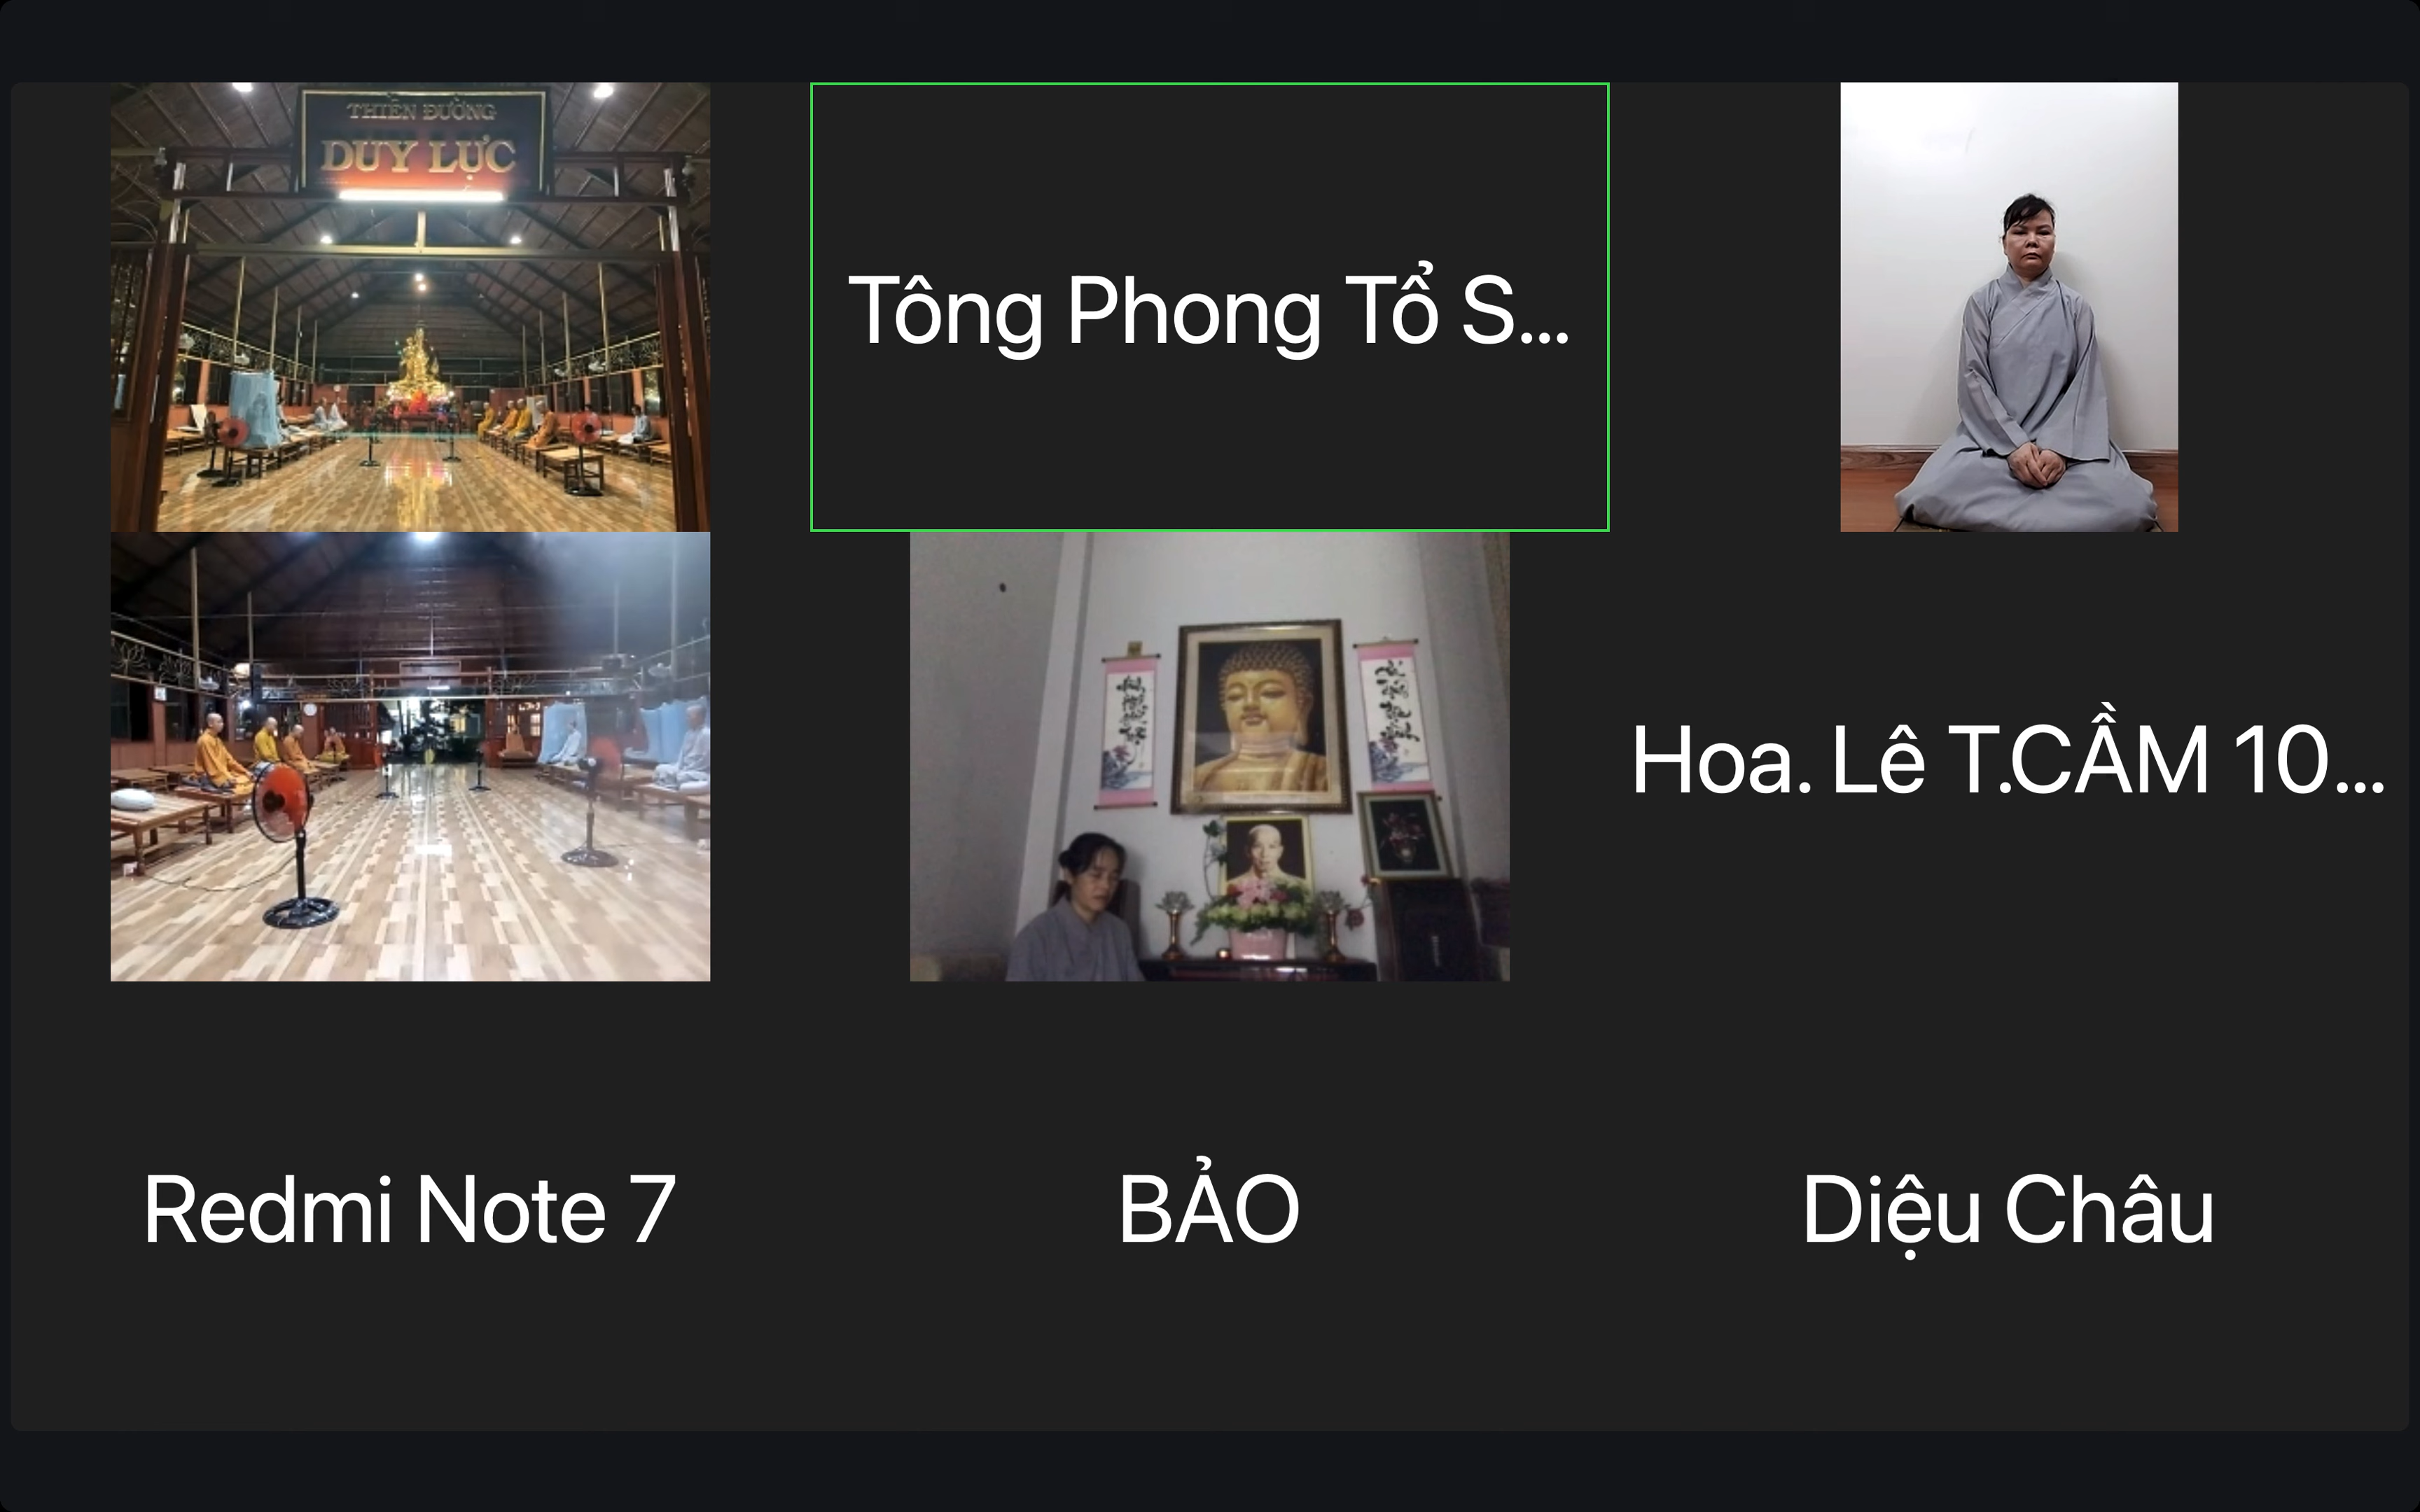 THIỀN ĐƯỜNG
DUY LỰC
Tông Phong Tổ S...
Hoa. Lê T.CẦM 10...
Redmi Note 7
BẢO
Diệu Châu